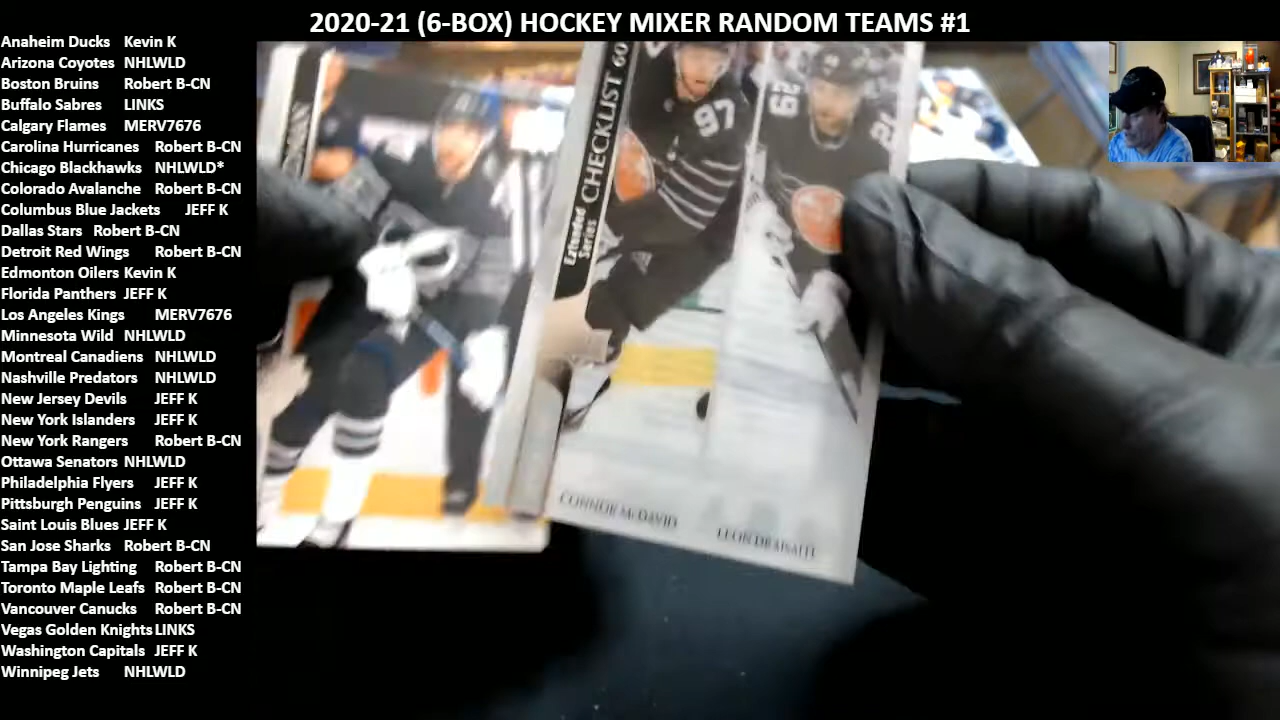 2020-21 (6-BOX) HOCKEY MIXER RANDOM TEAMS #1
Anaheim Ducks Kevin K
Arizona Coyotes NHLWLD
Boston Bruins Robert B-CN
Buffalo Sabres LINKS
Calgary Flames MERV7676
Carolina Hurricanes Robert B-CN
Chicago Blackhawks NHLWLD*
Colorado Avalanche Robert B-CN
Columbus Blue Jackets JEFF K
Dallas Stars Robert B-CN
Detroit Red Wings Robert B-CN
Edmonton Oilers Kevin K
Florida Panthers JEFF K
Los Angeles Kings MERV7676
Minnesota Wild NHLWLD
Montreal Canadiens NHLWLD
Nashville Predators NHLWLD
New Jersey Devils JEFF K
New York Islanders JEFF K
New York Rangers Robert B-CN
Ottawa Senators NHLWLD
Philadelphia Flyers JEFF K
Pittsburgh Penguins JEFF K
Saint Louis Blues JEFF K
San Jose Sharks Robert B-CN
Tampa Bay Lighting Robert B-CN
Toronto Maple Leafs Robert B-CN
Vancouver Canucks Robert B-CN
Vegas Golden Knights LINKS
Washington Capitals JEFF K
Winnipeg Jets NHLWLD
Extended
Series
CHECKLIST 60
97
29
CONNOR McDAVID
LEON DRAISAITL